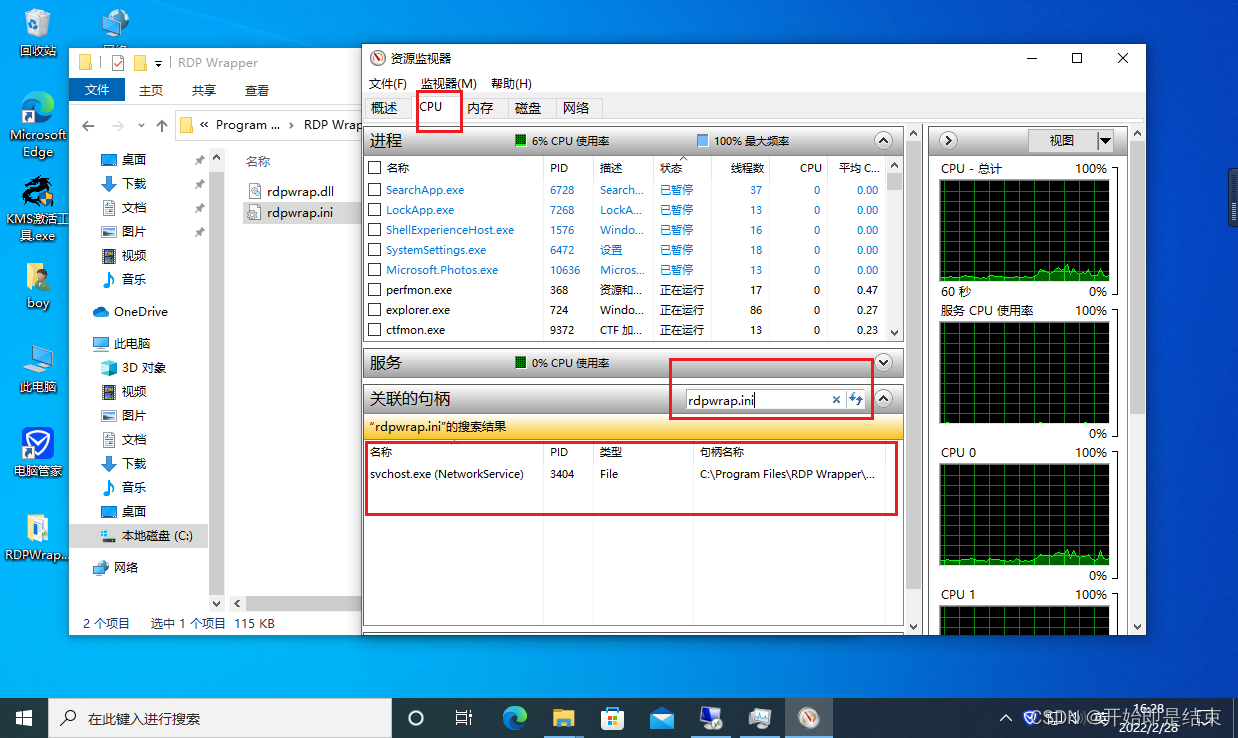 回收站
网络
Microsoft Edge
KMS激活工具.exe
boy
此电脑
电脑管家
RDPWrap...
RDP Wrapper
文件
主页
共享
查看
« Program ... › RDP Wrap
桌面
下载
文档
图片
视频
音乐
OneDrive
此电脑
3D 对象
视频
图片
文档
下载
音乐
桌面
本地磁盘 (C:)
网络
名称
rdpwrap.dll
rdpwrap.ini
2 个项目 选中 1 个项目 115 KB
资源监视器
文件(F) 监视器(M) 帮助(H)
概述 CPU 内存 磁盘 网络
进程 6% CPU 使用率 100% 最大频率
名称 PID 描述 状态 线程数 CPU 平均 C...
SearchApp.exe 6728 Search... 已暂停 37 0 0.00
LockApp.exe 7268 LockA... 已暂停 13 0 0.00
ShellExperienceHost.exe 1576 Windo... 已暂停 16 0 0.00
SystemSettings.exe 6472 设置 已暂停 18 0 0.00
Microsoft.Photos.exe 10636 Micros... 已暂停 13 0 0.00
perfmon.exe 368 资源和... 正在运行 17 0 0.47
explorer.exe 724 Windo... 正在运行 86 0 0.27
ctfmon.exe 9372 CTF 加... 正在运行 13 0 0.23
服务 0% CPU 使用率
关联的句柄 rdpwrap.ini
“rdpwrap.ini”的搜索结果
名称 PID 类型 句柄名称
svchost.exe (NetworkService) 3404 File C:\Program Files\RDP Wrapper\...
视图
CPU - 总计 100%
60 秒 0%
服务 CPU 使用率 100%
0%
CPU 0 100%
0%
CPU 1 100%
在此键入进行搜索
英
16:28
2022/2/28
CSDN @开始即是结束